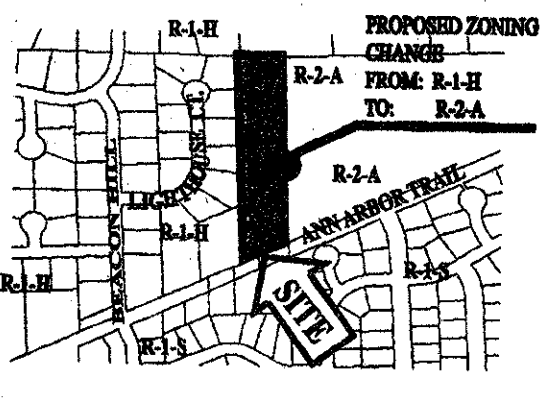 R-1-H
PROPOSED ZONING
CHANGE
FROM: R-1-H
TO: R-2-A
R-2-A
LIGHTHOUSE CT.
BEACON HILL
R-2-A
ANN ARBOR TRAIL
R-1-H
R-1-H
R-1-S
SITE
R-1-S